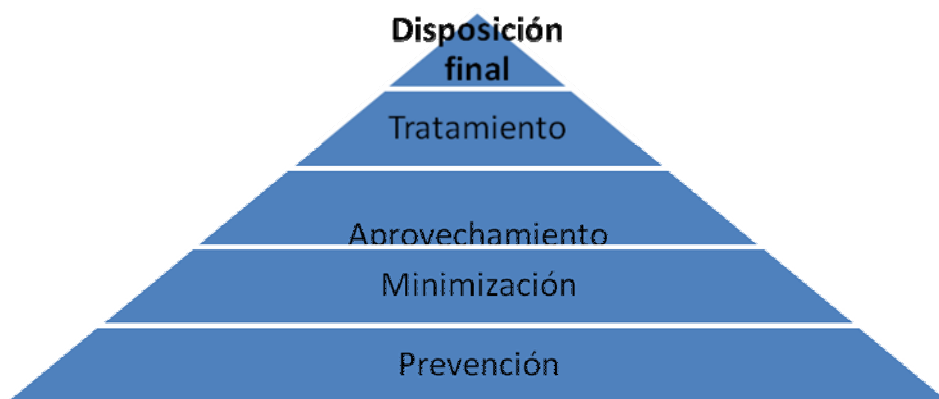 Disposición
final
Tratamiento
Aprovechamiento
Minimización
Prevención